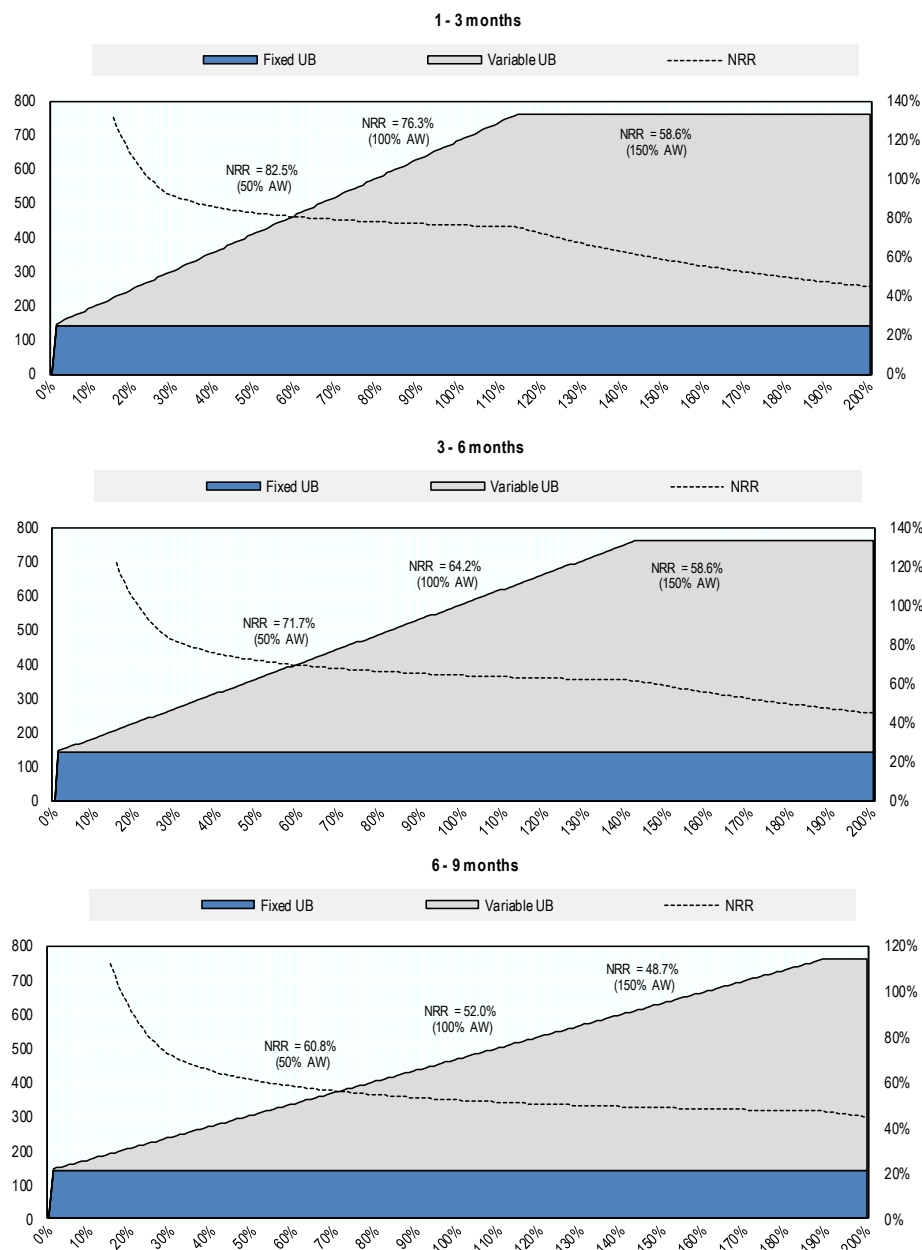 1 - 3 months
Fixed UB Variable UB NRR
800
700
600
500
400
300
200
100
0
140%
120%
100%
80%
60%
40%
20%
0%
NRR = 76.3%
(100% AW)
NRR = 58.6%
(150% AW)
NRR = 82.5%
(50% AW)
0% 10% 20% 30% 40% 50% 60% 70% 80% 90% 100% 110% 120% 130% 140% 150% 160% 170% 180% 190% 200%
3 - 6 months
Fixed UB Variable UB NRR
800
700
600
500
400
300
200
100
0
140%
120%
100%
80%
60%
40%
20%
0%
NRR = 64.2%
(100% AW)
NRR = 58.6%
(150% AW)
NRR = 71.7%
(50% AW)
0% 10% 20% 30% 40% 50% 60% 70% 80% 90% 100% 110% 120% 130% 140% 150% 160% 170% 180% 190% 200%
6 - 9 months
Fixed UB Variable UB NRR
800
700
600
500
400
300
200
100
0
120%
100%
80%
60%
40%
20%
0%
NRR = 48.7%
(150% AW)
NRR = 52.0%
(100% AW)
NRR = 60.8%
(50% AW)
0% 10% 20% 30% 40% 50% 60% 70% 80% 90% 100% 110% 120% 130% 140% 150% 160% 170% 180% 190% 200%